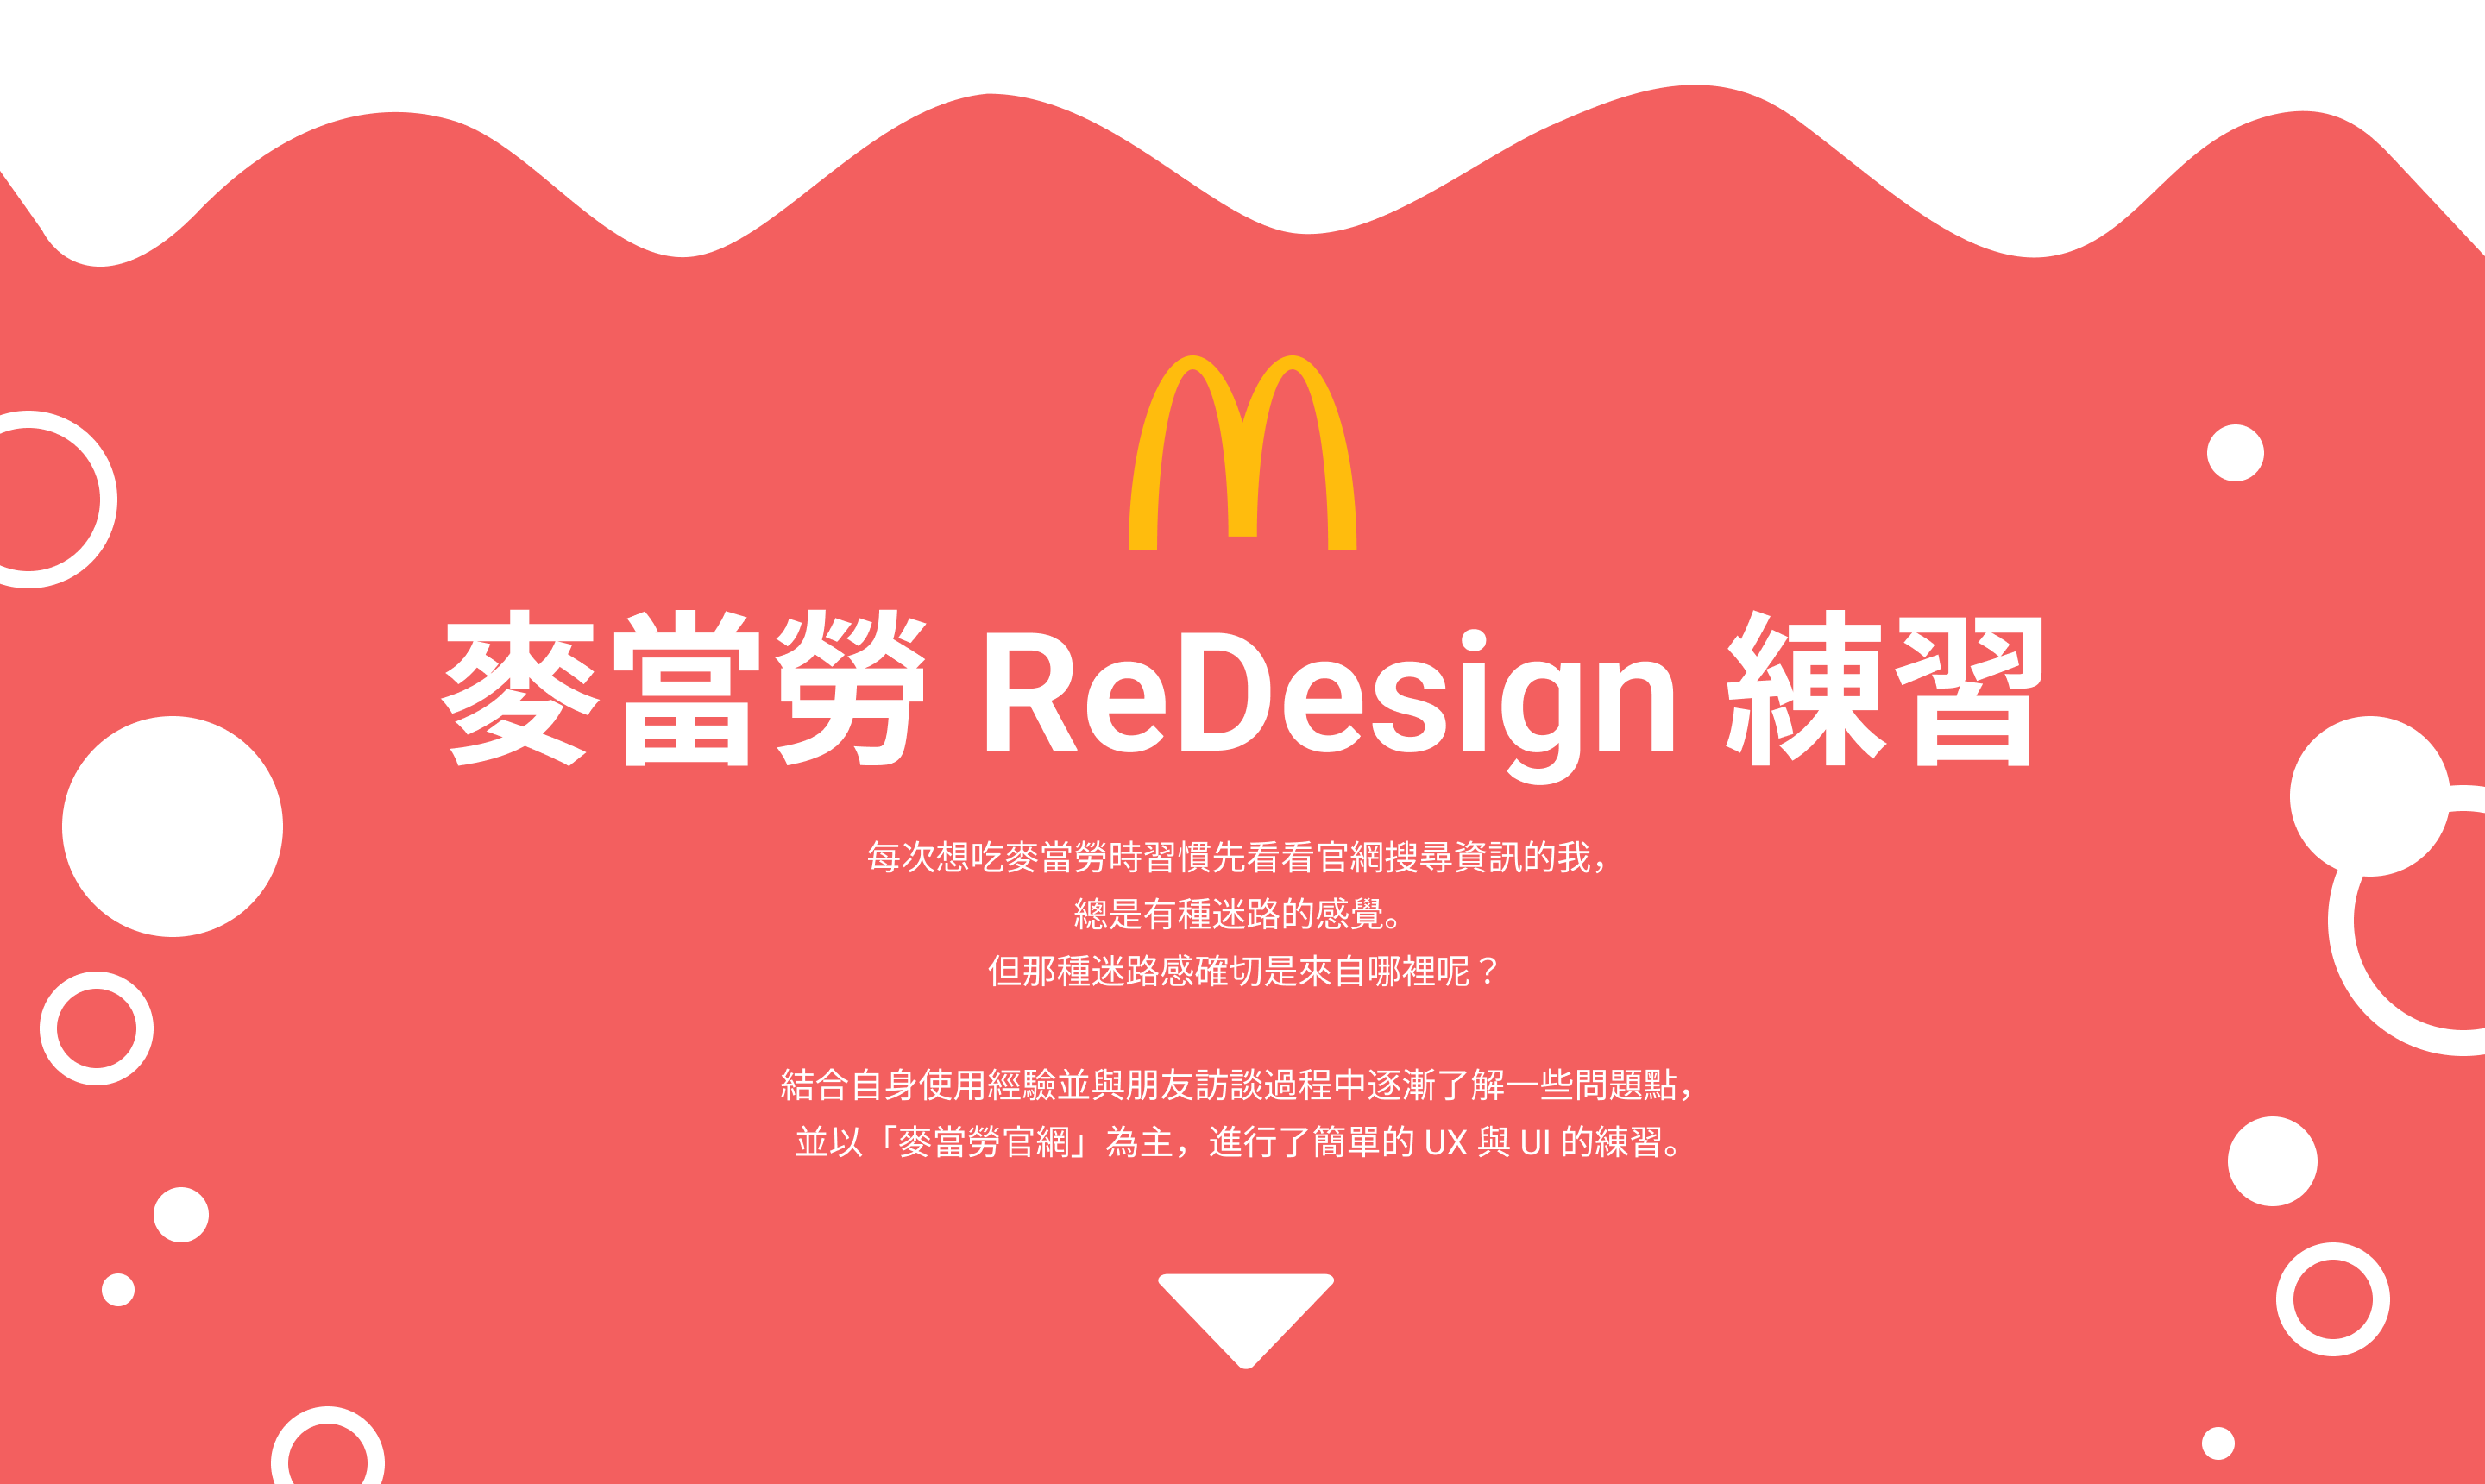 麥當勞 ReDesign 練習
每次想吃麥當勞時習慣先看看官網找尋資訊的我，
總是有種迷路的感覺。
但那種迷路感確切是來自哪裡呢？
結合自身使用經驗並與朋友討論過程中逐漸了解一些問題點，
並以「麥當勞官網」為主，進行了簡單的 UX 與 UI 的練習。